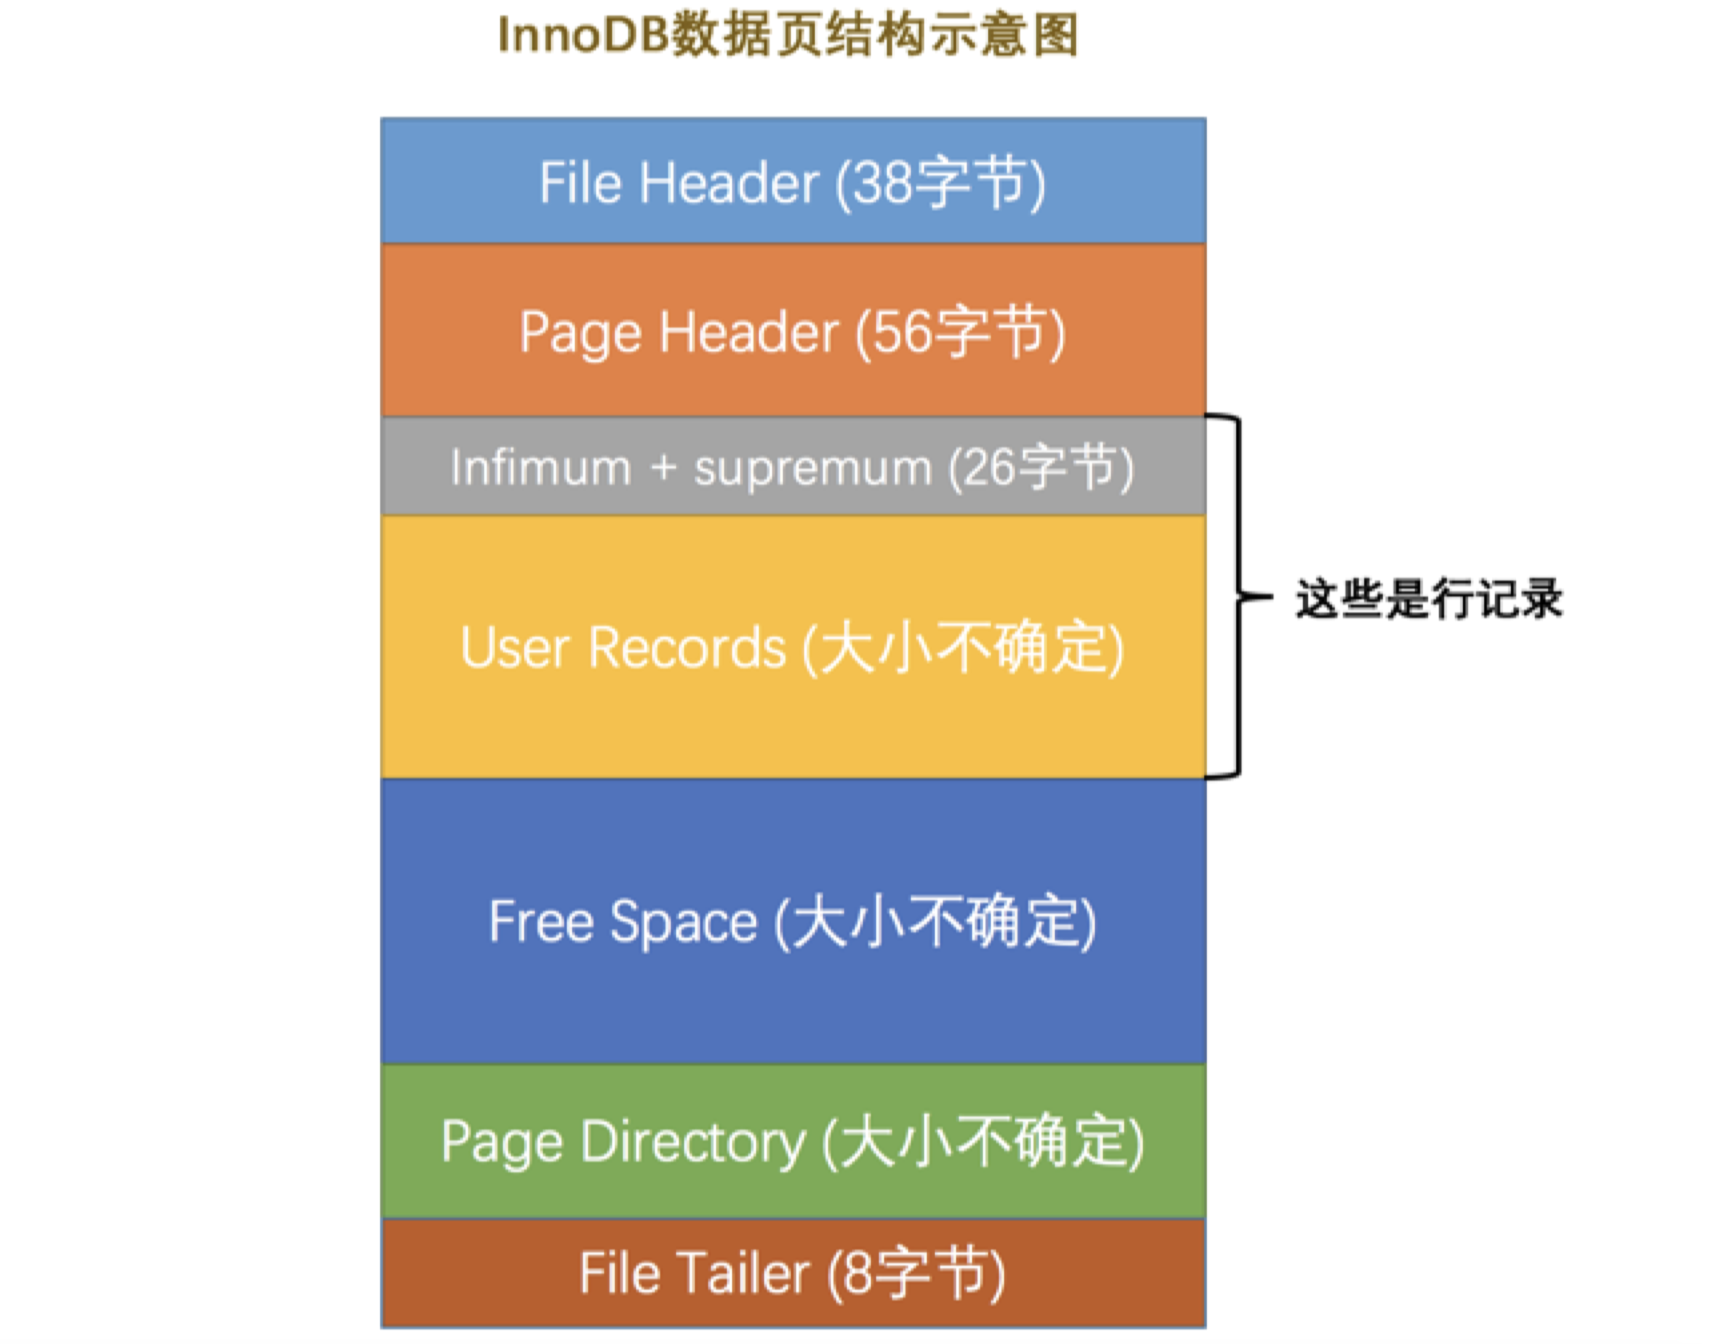 InnoDB数据页结构示意图
File Header (38字节)
Page Header (56字节)
Infimum + supremum (26字节)
User Records (大小不确定)
这些是行记录
Free Space (大小不确定)
Page Directory (大小不确定)
File Tailer (8字节)